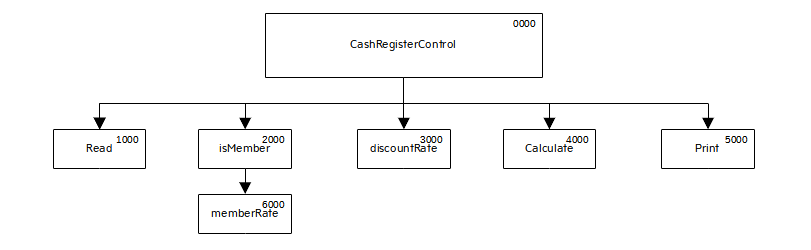 0000
CashRegisterControl
1000
Read
2000
isMember
3000
discountRate
4000
Calculate
5000
Print
6000
memberRate